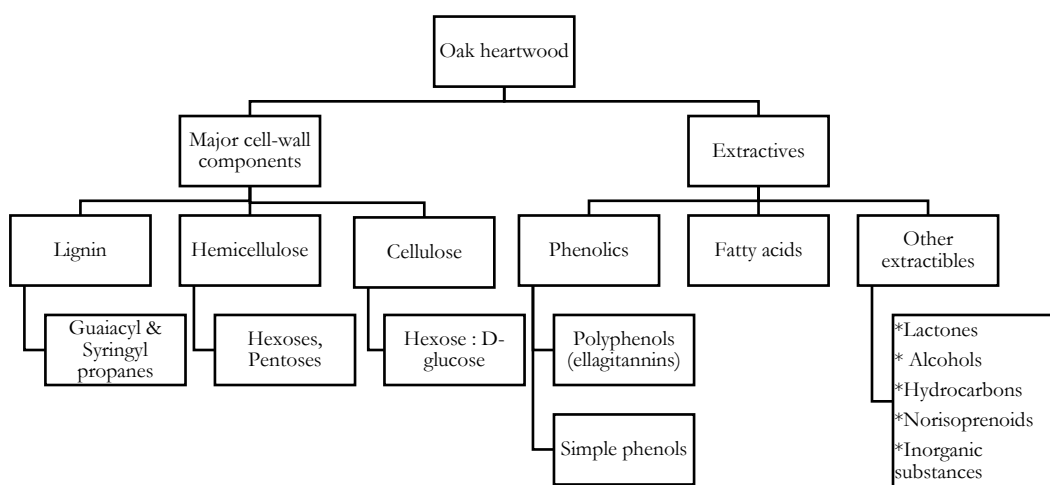 Oak heartwood
Major cell-wall
components
Extractives
Lignin
Hemicellulose
Cellulose
Phenolics
Fatty acids
Other
extractibles
Guaiacyl &
Syringyl
propanes
Hexoses,
Pentoses
Hexose : D-
glucose
Polyphenols
(ellagitannins)
Simple phenols
*Lactones
* Alcohols
*Hydrocarbons
*Norisoprenoids
*Inorganic
substances